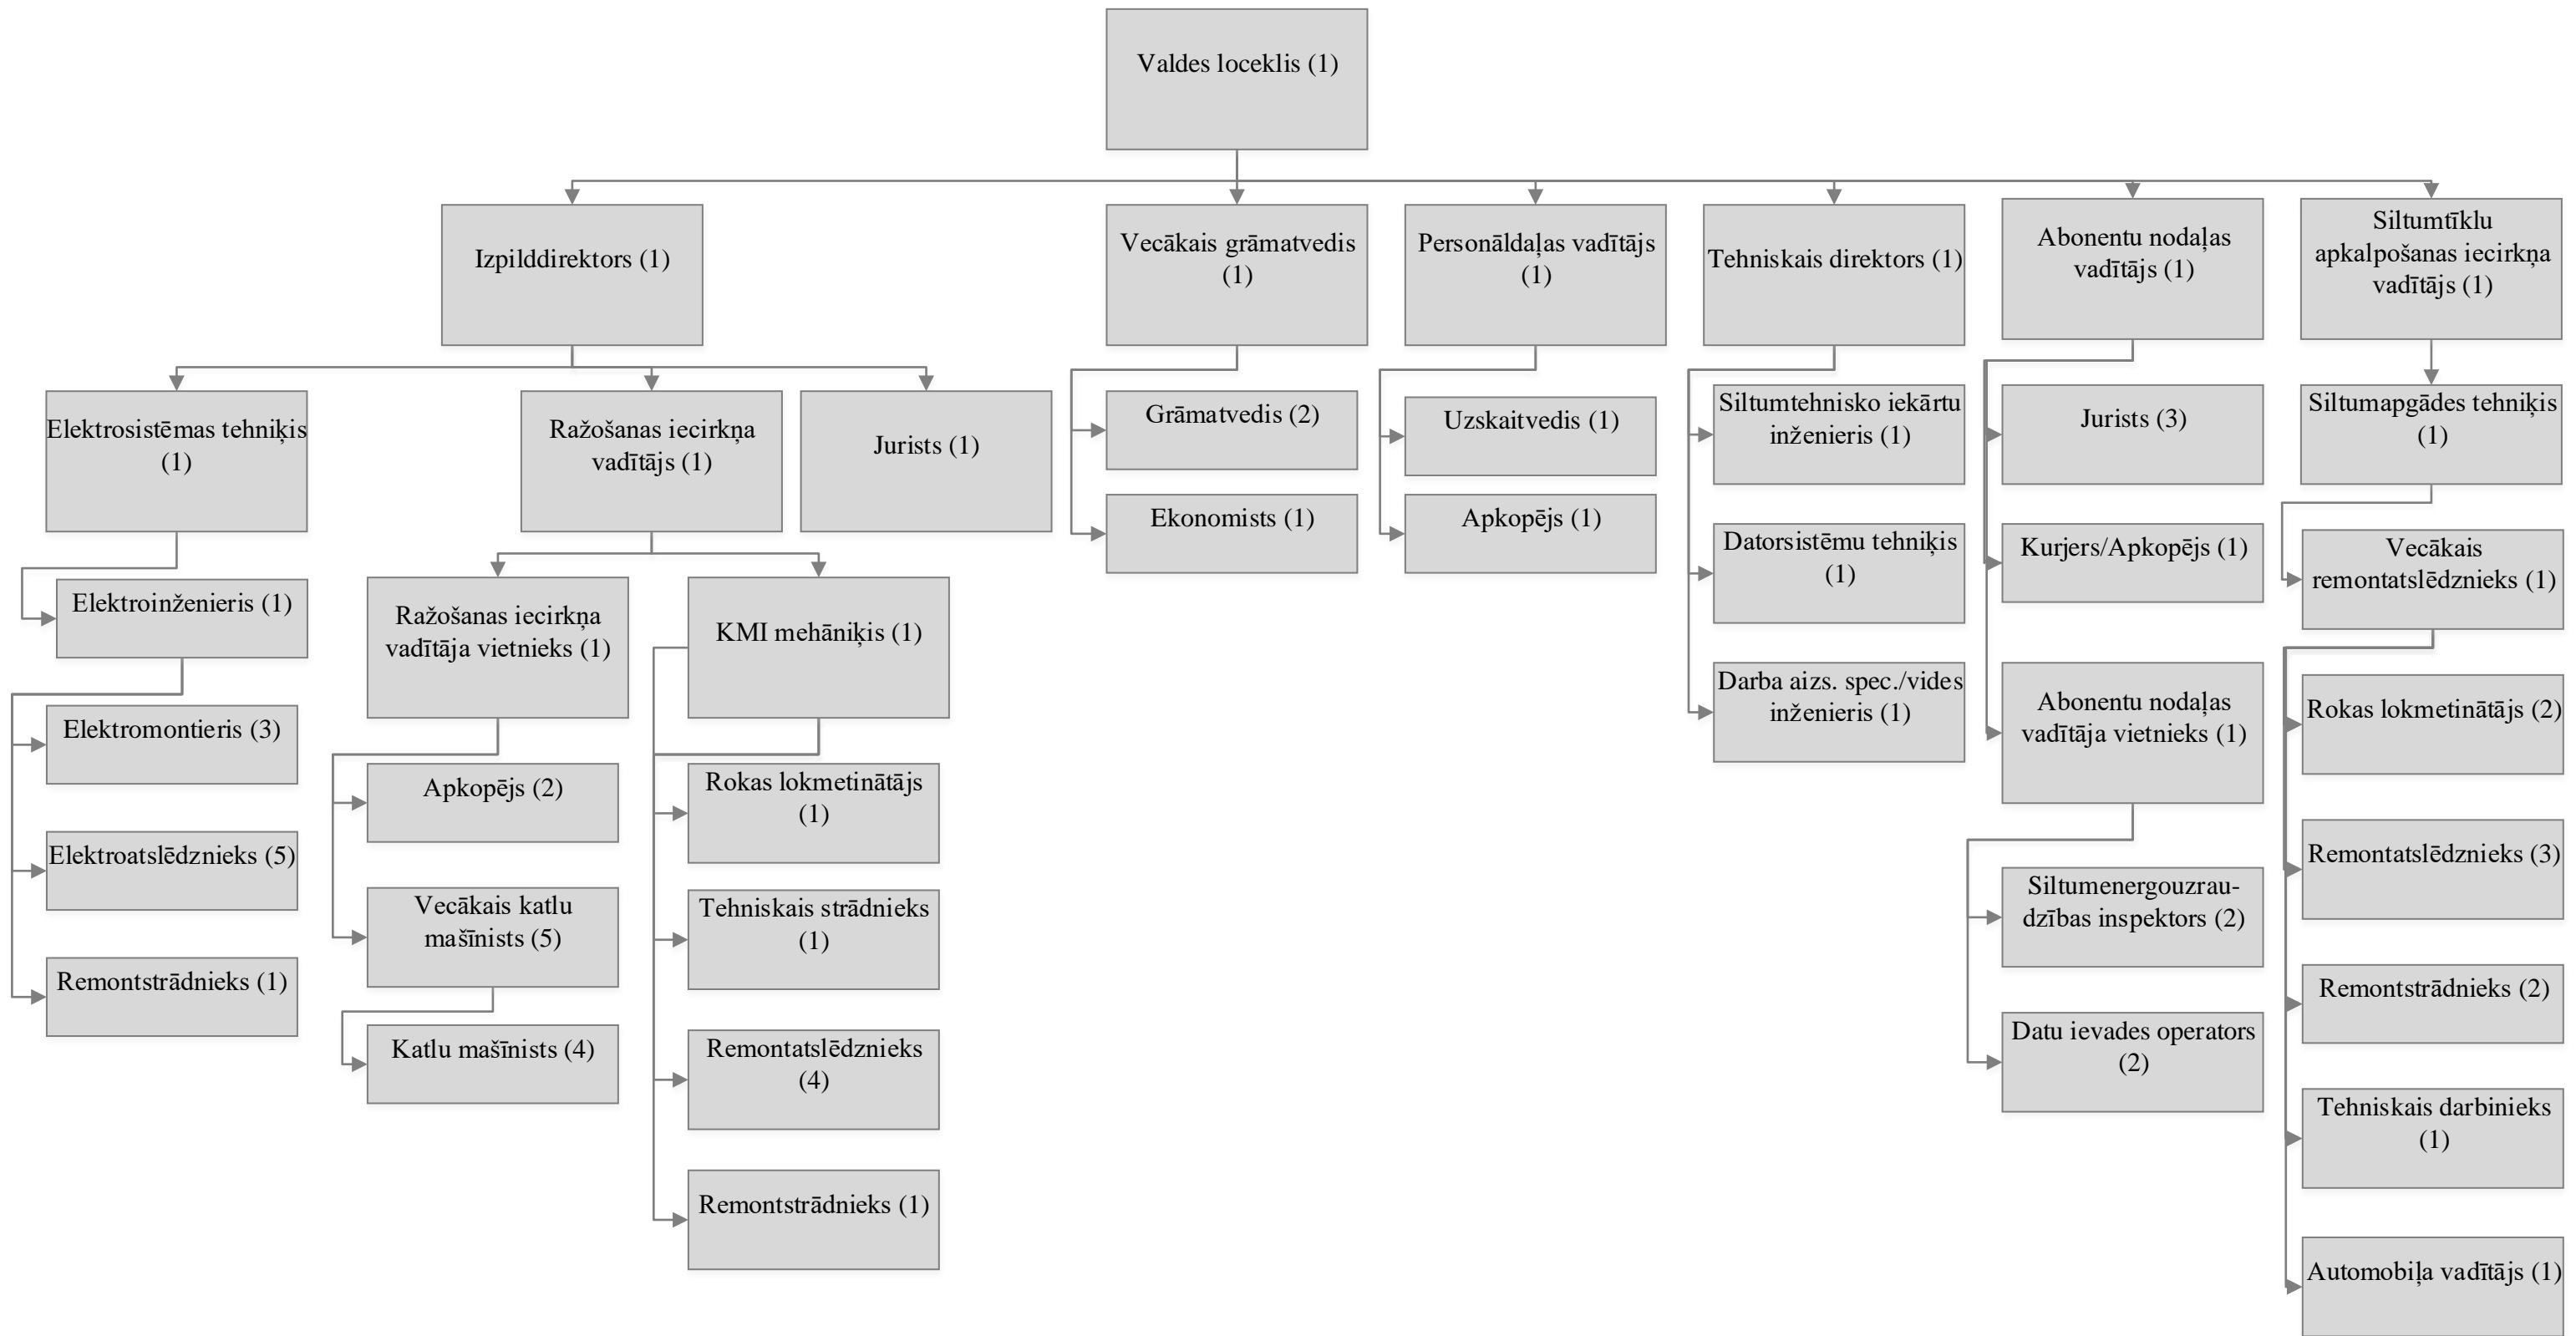 Valdes loceklis (1)
Izpilddirektors (1)
Vecākais grāmatvedis
(1)
Personāldaļas vadītājs
(1)
Tehniskais direktors (1)
Abonentu nodaļas
vadītājs (1)
Siltumtīklu
apkalpošanas iecirkņa
vadītājs (1)
Elektrosistēmas tehniķis
(1)
Ražošanas iecirkņa
vadītājs (1)
Jurists (1)
Elektroinženieris (1)
Elektromontieris (3)
Elektroatslēdznieks (5)
Remontstrādnieks (1)
Ražošanas iecirkņa
vadītāja vietnieks (1)
Apkopējs (2)
Vecākais katlu
mašīnists (5)
Katlu mašīnists (4)
KMI mehāniķis (1)
Rokas lokmetinātājs
(1)
Tehniskais strādnieks
(1)
Remontatslēdznieks
(4)
Remontstrādnieks (1)
Grāmatvedis (2)
Ekonomists (1)
Uzskaitvedis (1)
Apkopējs (1)
Siltumtehnisko iekārtu
inženieris (1)
Datorsistēmu tehniķis
(1)
Darba aizs. spec./vides
inženieris (1)
Jurists (3)
Kurjers/Apkopējs (1)
Abonentu nodaļas
vadītāja vietnieks (1)
Siltumenergouzrau-
dzības inspektors (2)
Datu ievades operators
(2)
Siltumapgādes tehniķis
(1)
Vecākais
remontatslēdznieks (1)
Rokas lokmetinātājs (2)
Remontatslēdznieks (3)
Remontstrādnieks (2)
Tehniskais darbinieks
(1)
Automobiļa vadītājs (1)